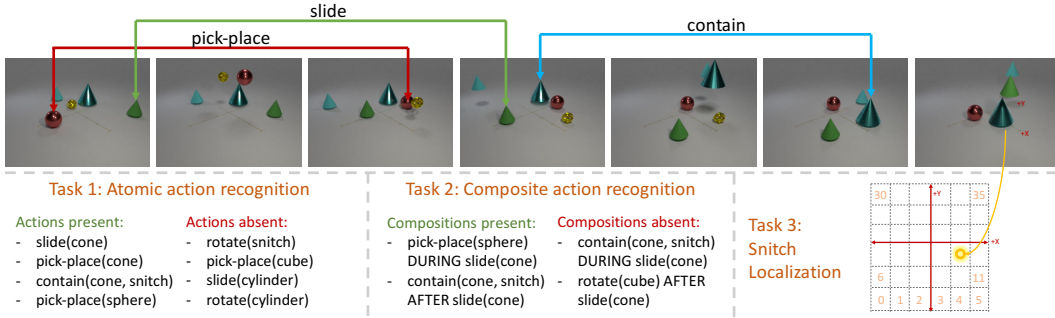 slide
pick-place
contain
+Y
+X
Task 1: Atomic action recognition
Actions present:
- slide(cone)
- pick-place(cone)
- contain(cone, snitch)
- pick-place(sphere)
Actions absent:
- rotate(snitch)
- pick-place(cube)
- slide(cylinder)
- rotate(cylinder)
Task 2: Composite action recognition
Compositions present:
- pick-place(sphere)
DURING slide(cone)
- contain(cone, snitch)
AFTER slide(cone)
Compositions absent:
- contain(cone, snitch)
DURING slide(cone)
- rotate(cube) AFTER
slide(cone)
Task 3:
Snitch
Localization
30 +Y 35
+X
6 11
0 1 2 3 4 5